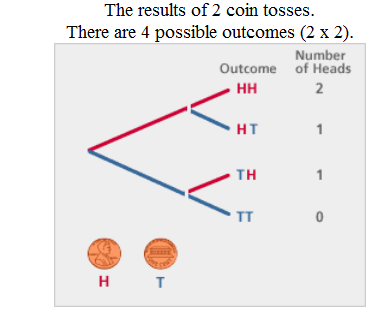 The results of 2 coin tosses.
There are 4 possible outcomes (2 x 2).
Number
Outcome of Heads
HH 2
HT 1
TH 1
TT 0
H T